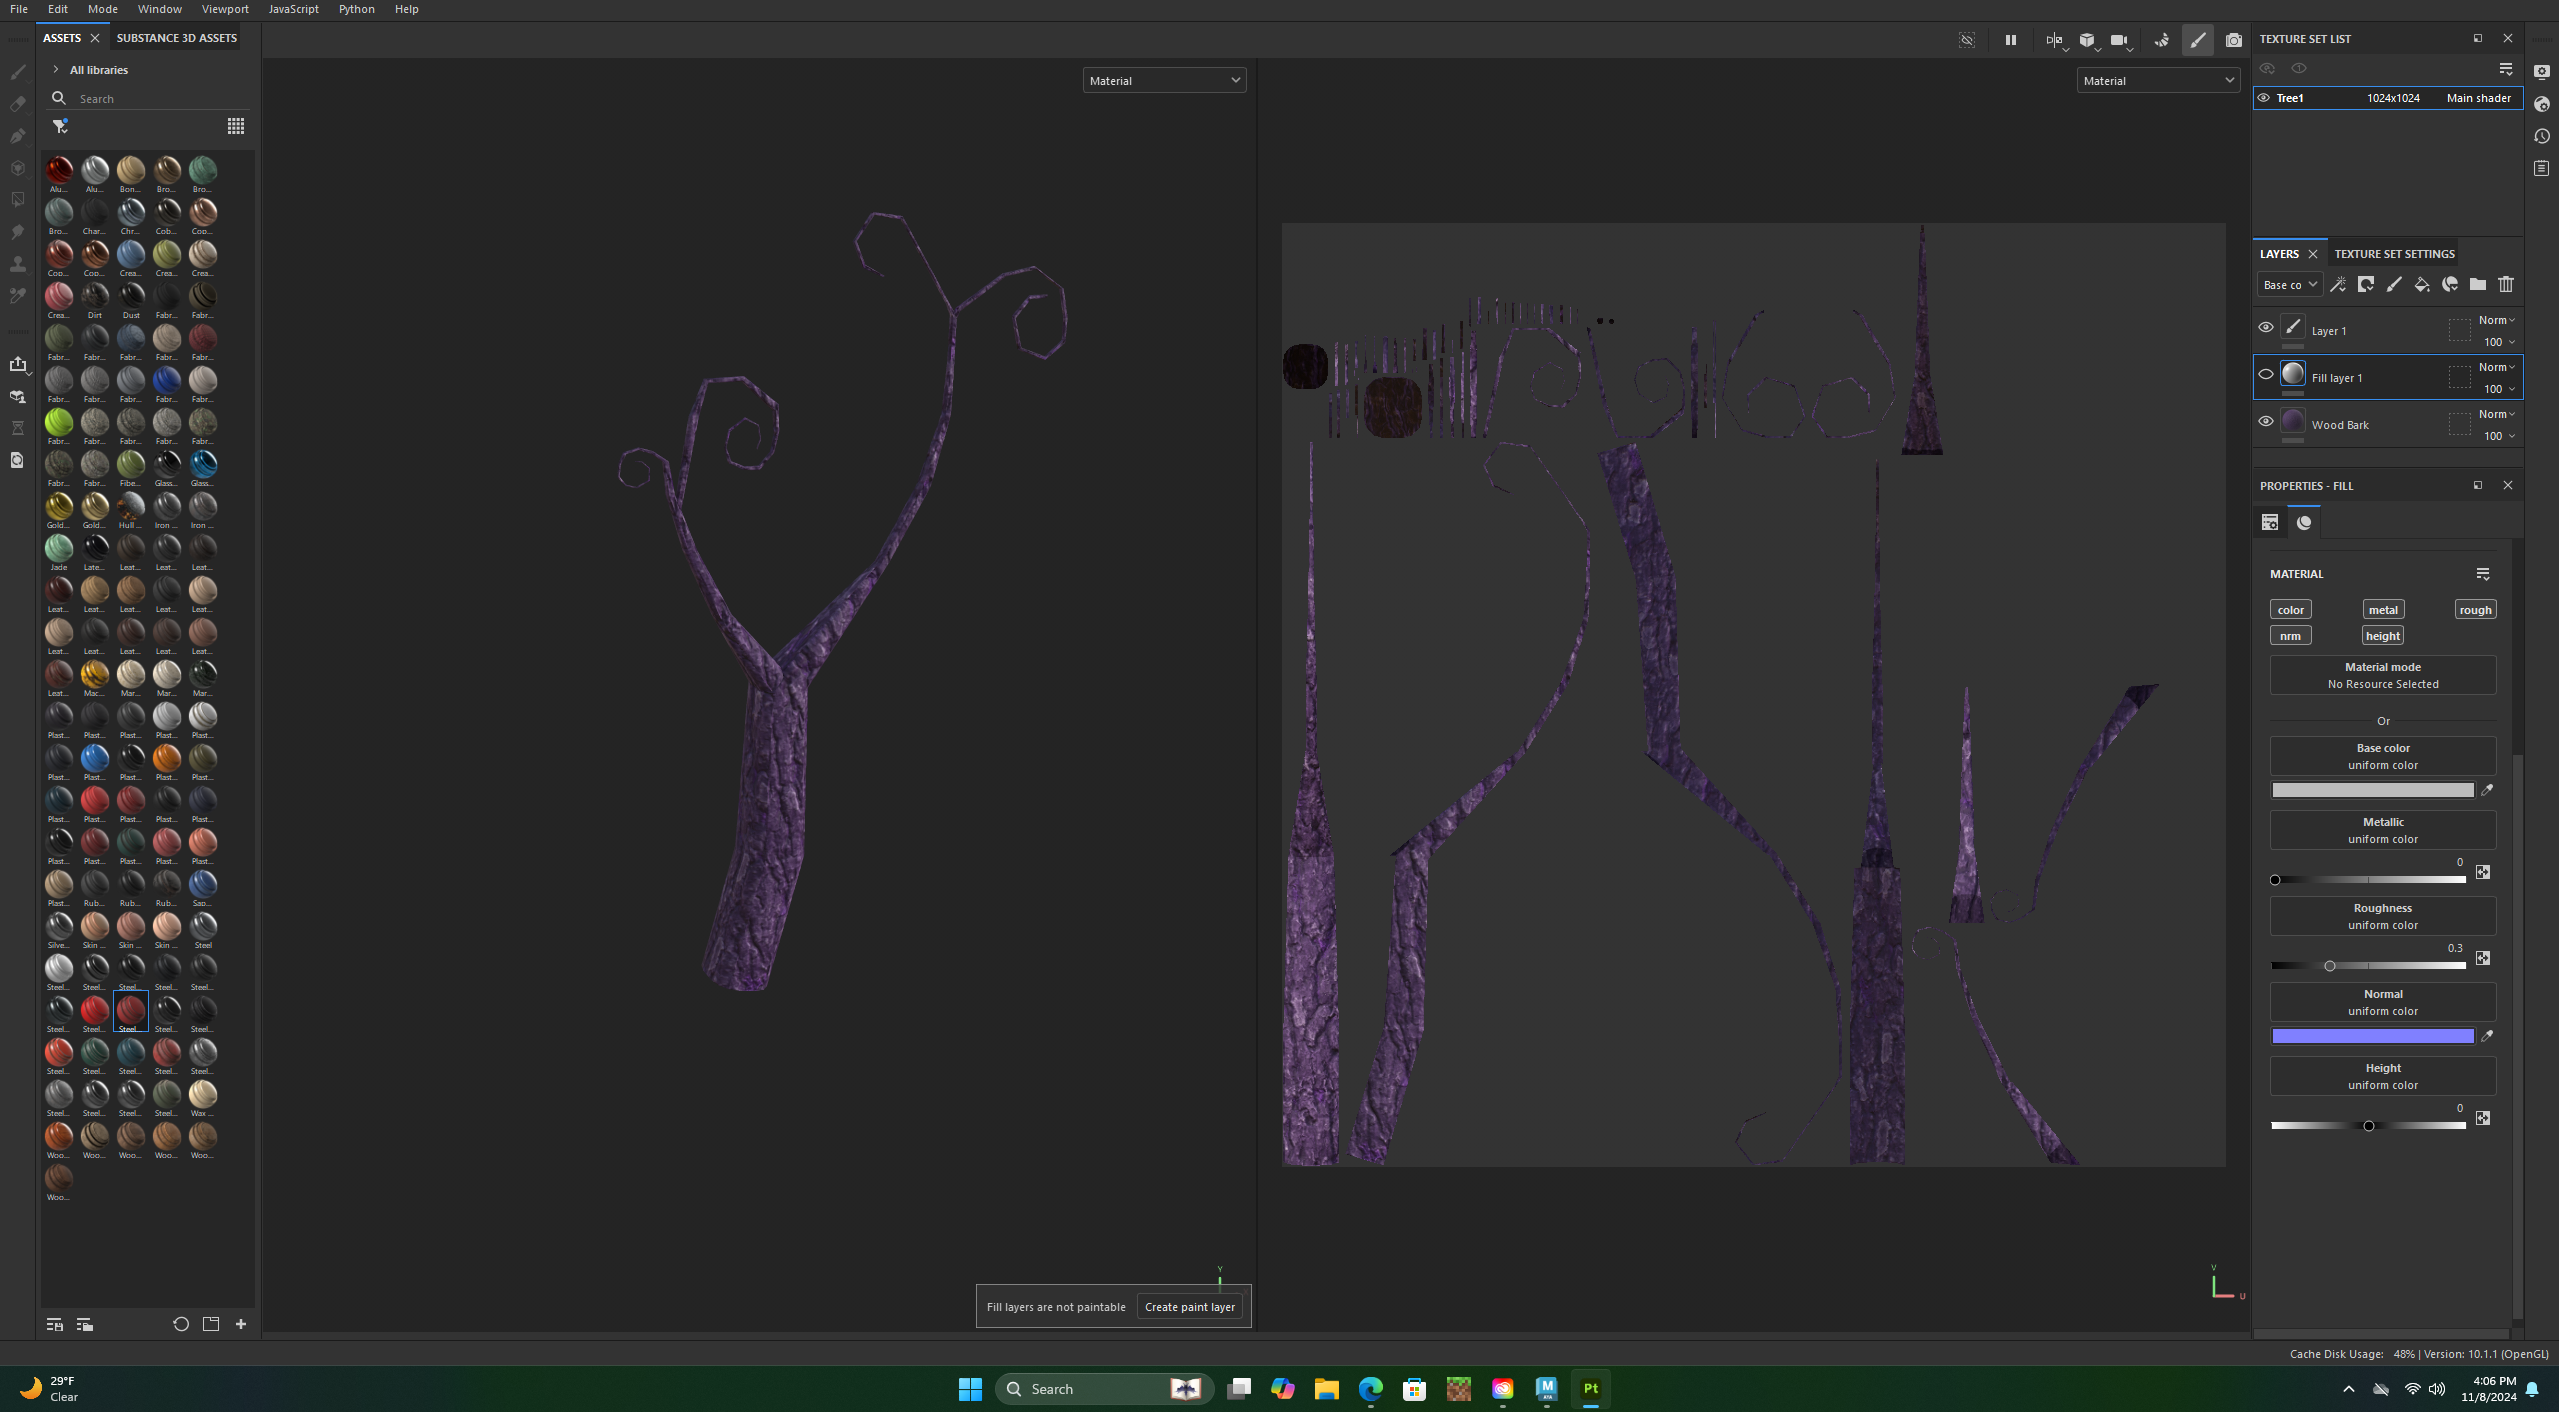 File Edit Mode Window Viewport JavaScript Python Help
ASSETS SUBSTANCE 3D ASSETS
All libraries
Search
Alu... Alu... Bon... Bro... Bro...
Bro... Char... Chr... Cob... Cop...
Cop... Cop... Crea... Crea... Crea...
Crea... Dirt Dust Fabr... Fabr...
Fabr... Fabr... Fabr... Fabr... Fabr...
Fabr... Fabr... Fabr... Fabr... Fabr...
Fabr... Fabr... Fabr... Fabr... Fabr...
Fabr... Fabr... Fibe... Glass... Glass...
Gold... Gold... Hull ... Iron ... Iron ...
Jade Late... Leat... Leat... Leat...
Leat... Leat... Leat... Leat... Leat...
Leat... Leat... Leat... Leat... Leat...
Leat... Mac... Mar... Mar... Mar...
Plast... Plast... Plast... Plast... Plast...
Plast... Plast... Plast... Plast... Plast...
Plast... Plast... Plast... Plast... Plast...
Plast... Plast... Plast... Plast... Plast...
Plast... Rub... Rub... Rub... Sap...
Silve... Skin ... Skin ... Skin ... Steel
Steel... Steel... Steel... Steel... Steel...
Steel... Steel... Steel... Steel... Steel...
Steel... Steel... Steel... Steel... Steel...
Steel... Steel... Steel... Steel... Wax ...
Woo... Woo... Woo... Woo... Woo...
Woo...
Material
Y
Fill layers are not paintable Create paint layer
Material
V
U
TEXTURE SET LIST
Tree1 1024x1024 Main shader
LAYERS TEXTURE SET SETTINGS
Base co
Layer 1 Norm 100
Fill layer 1 Norm 100
Wood Bark Norm 100
PROPERTIES - FILL
MATERIAL
color metal rough
nrm height
Material mode
No Resource Selected
Or
Base color
uniform color
Metallic
uniform color
0
Roughness
uniform color
0.3
Normal
uniform color
Height
uniform color
0
Cache Disk Usage: 48% | Version: 10.1.1 (OpenGL)
29°F
Clear
Search
M
Pt
4:06 PM
11/8/2024